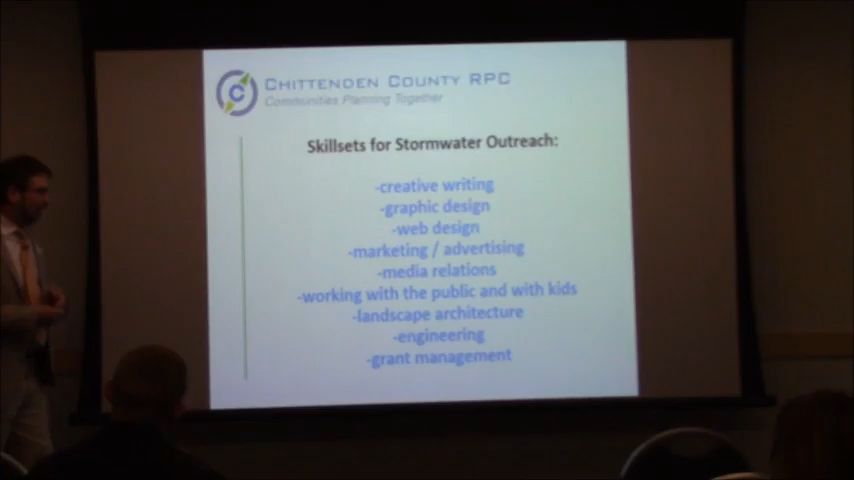 C
CHITTENDEN COUNTY RPC
Communities Planning Together
Skillsets for Stormwater Outreach:
-creative writing
-graphic design
-web design
-marketing / advertising
-media relations
-working with the public and with kids
-landscape architecture
-engineering
-grant management